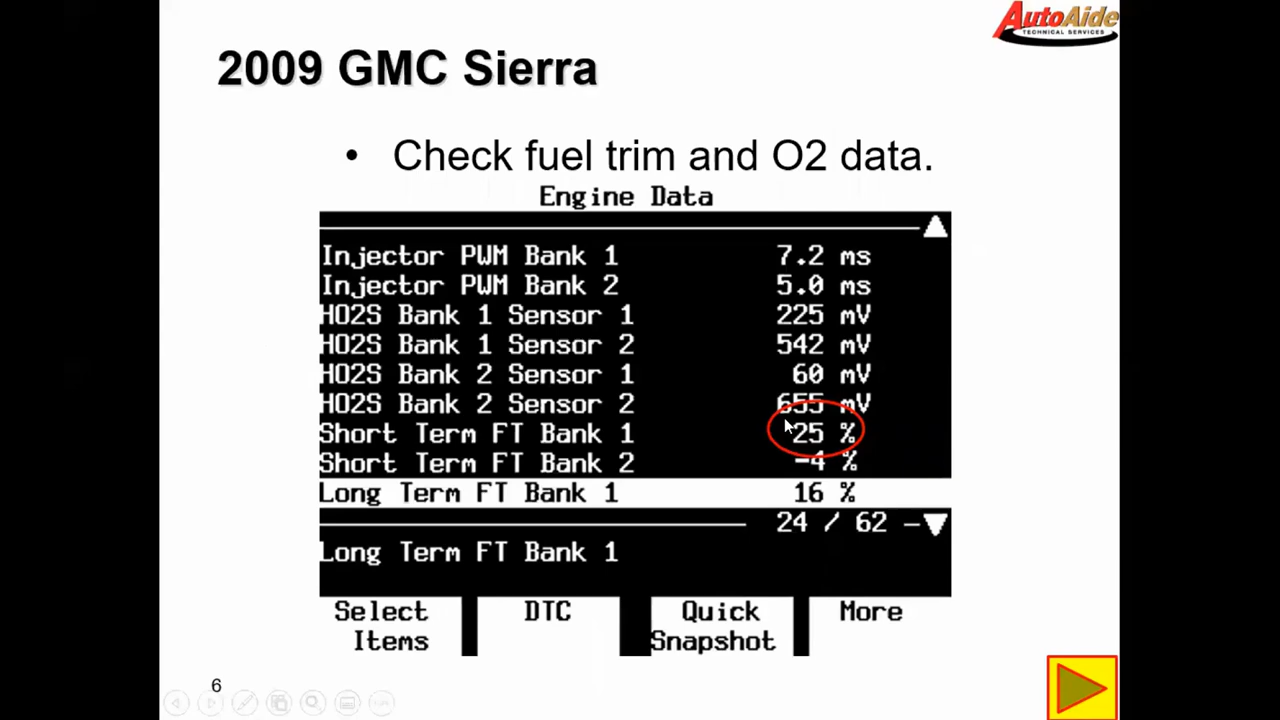 AutoAide
TECHNICAL SERVICES
2009 GMC Sierra
• Check fuel trim and O2 data.
Engine Data
Injector PWM Bank 1 7.2 ms
Injector PWM Bank 2 5.0 ms
HO2S Bank 1 Sensor 1 225 mV
HO2S Bank 1 Sensor 2 542 mV
HO2S Bank 2 Sensor 1 60 mV
HO2S Bank 2 Sensor 2 655 mV
Short Term FT Bank 1 25 %
Short Term FT Bank 2 -4 %
Long Term FT Bank 1 16 %
24 / 62
Long Term FT Bank 1
Select Items
DTC
Quick Snapshot
More
6